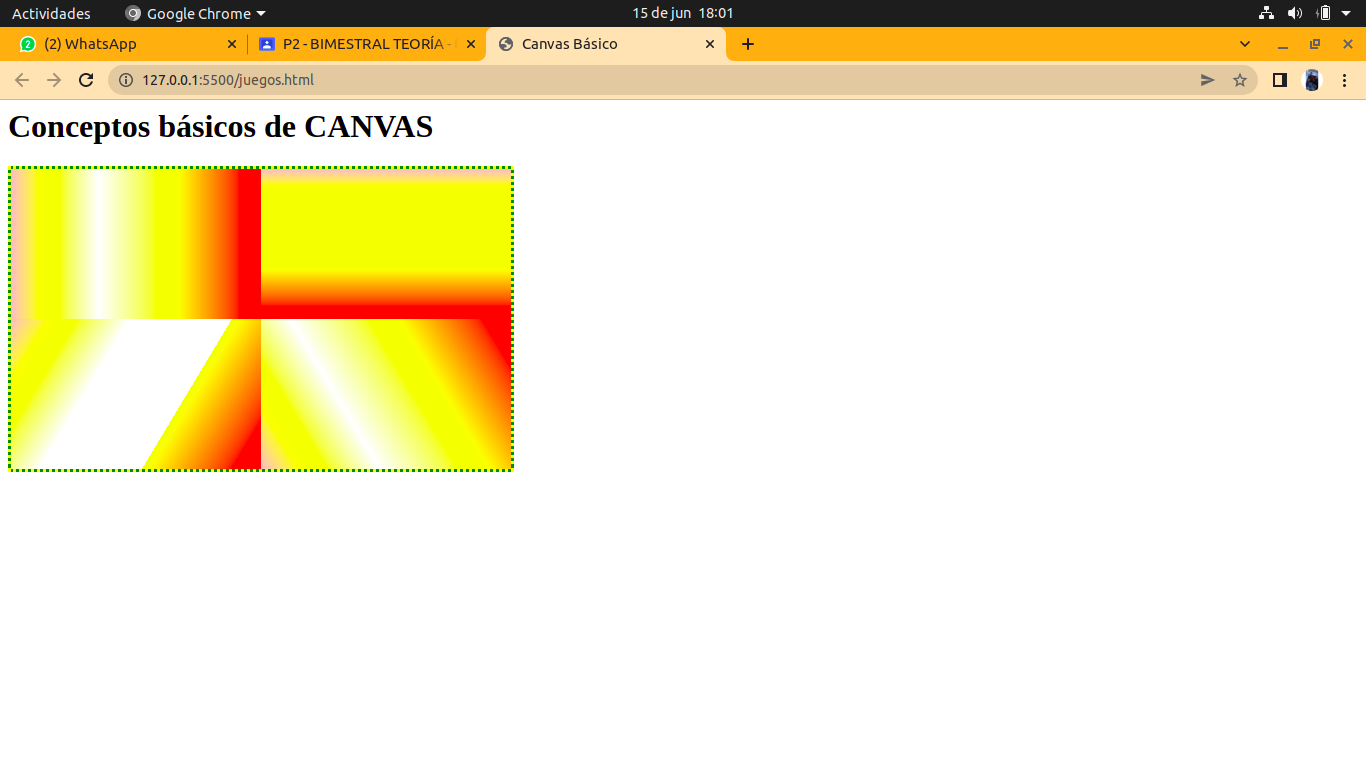 Actividades
Google Chrome
15 de jun 18:01
2
(2) WhatsApp
P2 - BIMESTRAL TEORÍA -
Canvas Básico
127.0.0.1:5500/juegos.html
Conceptos básicos de CANVAS